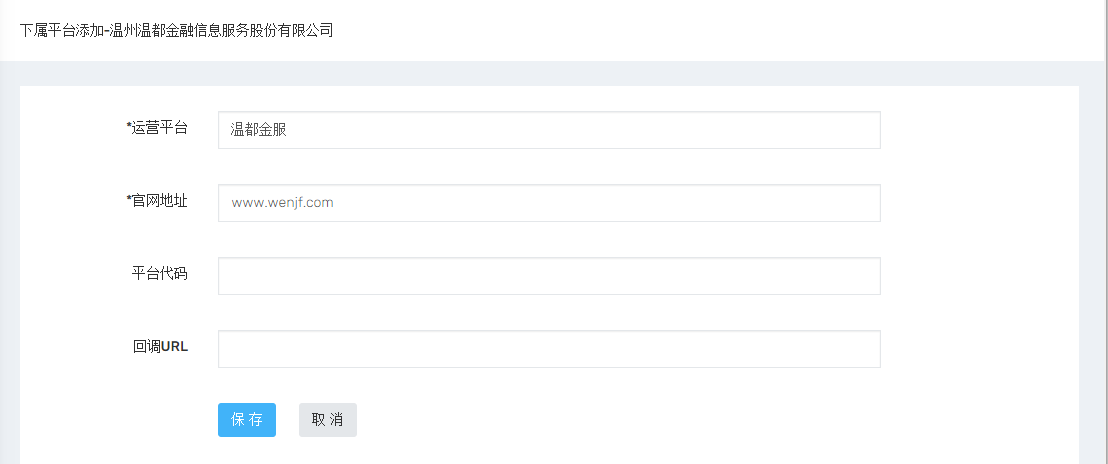 下属平台添加-温州温都金融信息服务股份有限公司
*运营平台 温都金服
*官网地址 www.wenjf.com
平台代码
回调URL
保 存 取 消